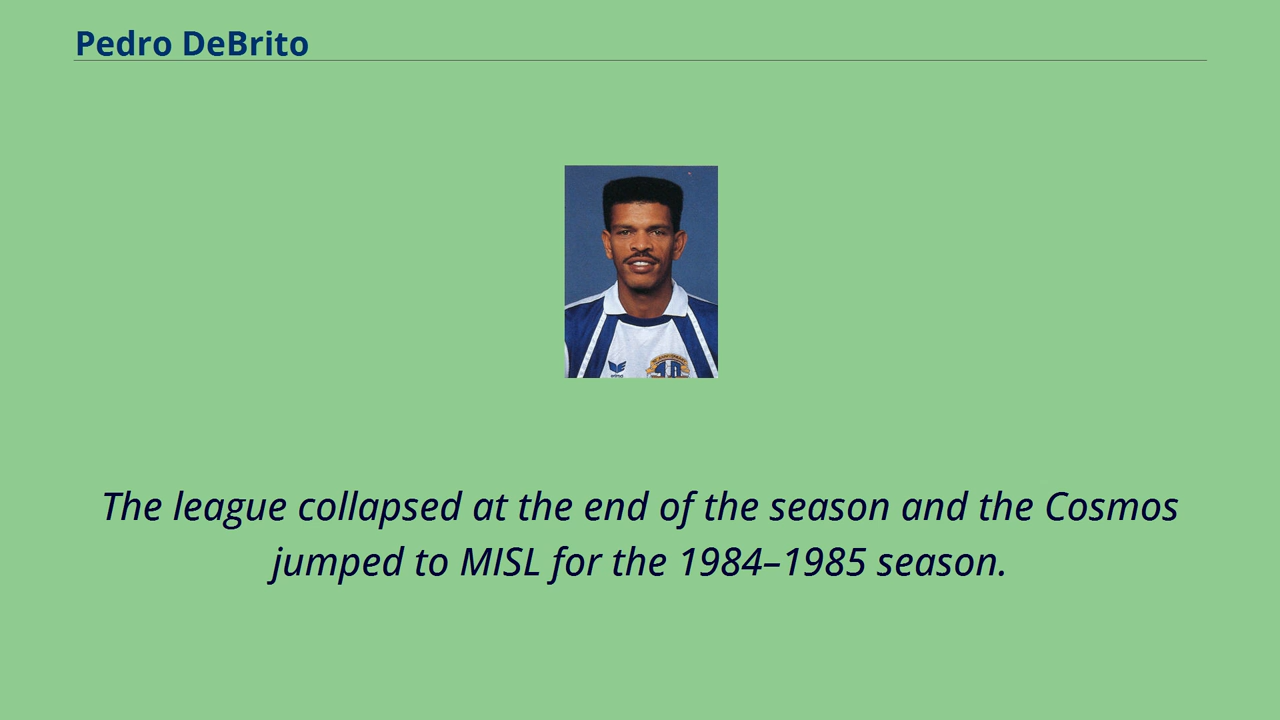 Pedro DeBrito
The league collapsed at the end of the season and the Cosmos
jumped to MISL for the 1984–1985 season.